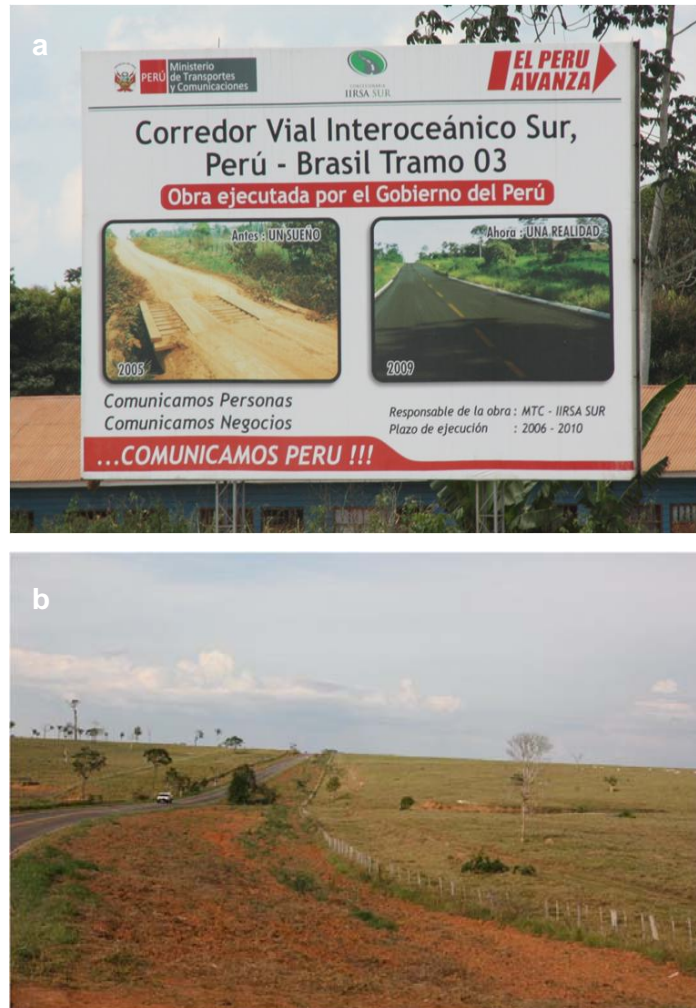 a
PERÚ
Ministerio
de Transportes
y Comunicaciones
IIRSA SUR
EL PERU
AVANZA
Corredor Vial Interoceánico Sur,
Perú - Brasil Tramo 03
Obra ejecutada por el Gobierno del Perú
Antes : UN SUEÑO
2005
Ahora : UNA REALIDAD
2009
Comunicamos Personas
Comunicamos Negocios
Responsable de la obra : MTC - IIRSA SUR
Plazo de ejecución : 2006 - 2010
...COMUNICAMOS PERU !!!
b